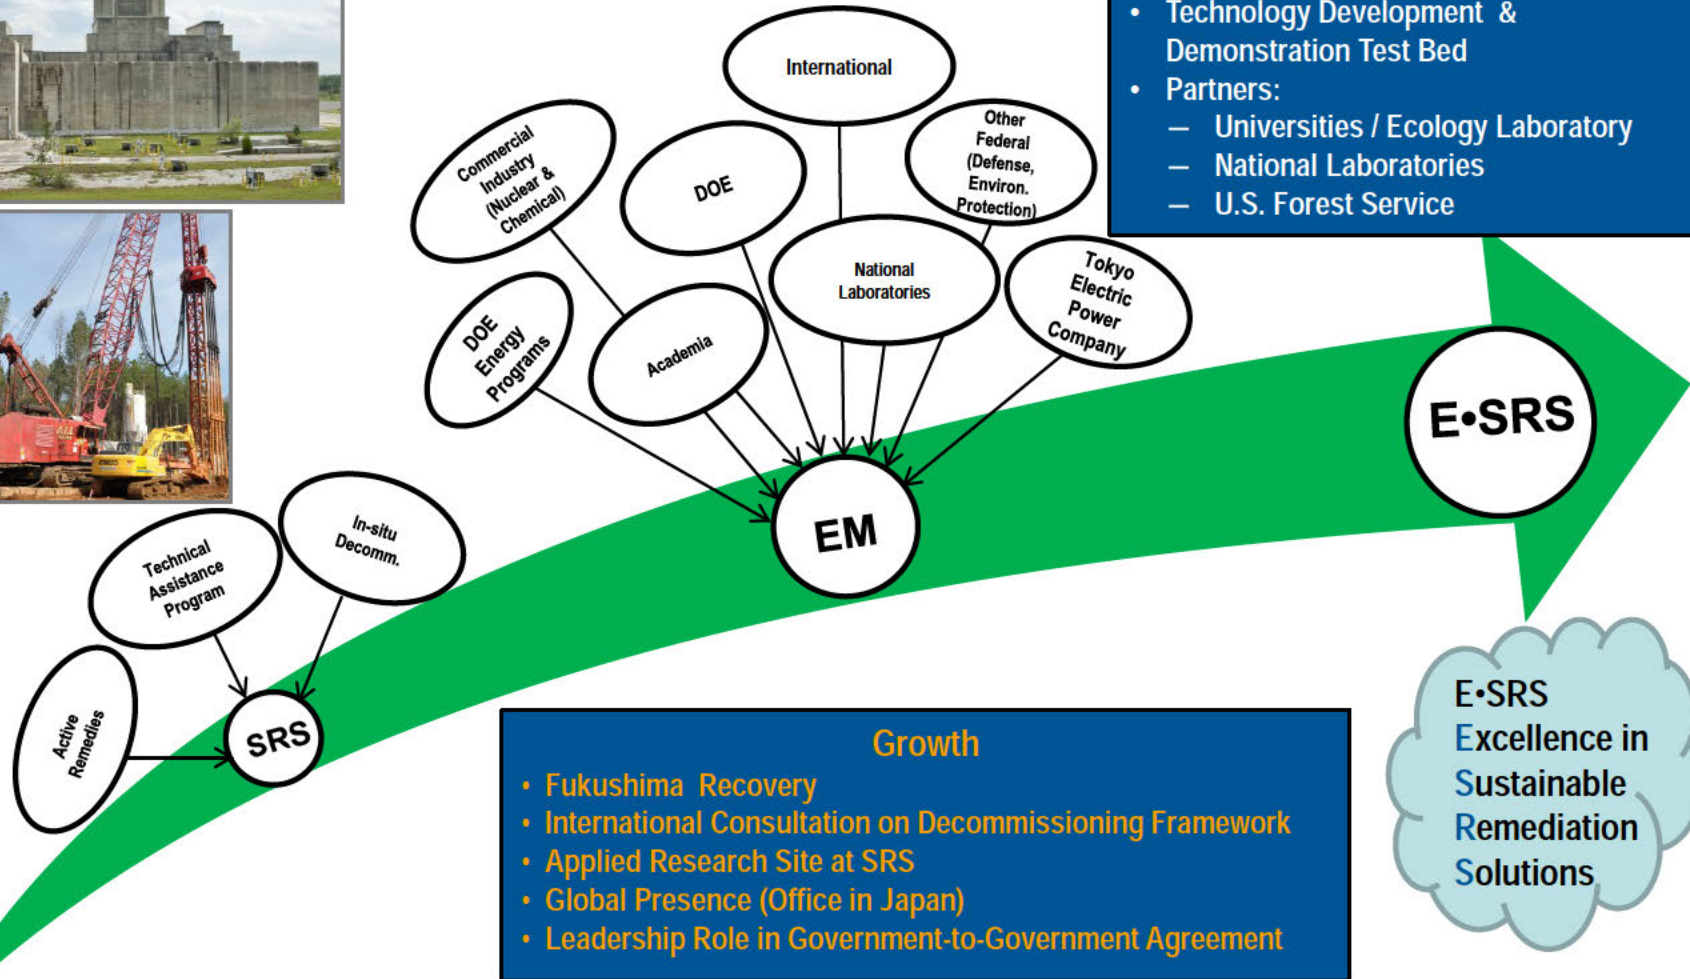 • Technology Development &
Demonstration Test Bed
• Partners:
– Universities / Ecology Laboratory
– National Laboratories
– U.S. Forest Service
International
Commercial
Industry
(Nuclear &
Chemical)
DOE
Other
Federal
(Defense,
Environ.
Protection)
DOE
Energy
Programs
Academia
National
Laboratories
Tokyo
Electric
Power
Company
E•SRS
EM
Technical
Assistance
Program
In-situ
Decomm.
Active
Remedies
SRS
Growth
• Fukushima Recovery
• International Consultation on Decommissioning Framework
• Applied Research Site at SRS
• Global Presence (Office in Japan)
• Leadership Role in Government-to-Government Agreement
E•SRS
Excellence in
Sustainable
Remediation
Solutions